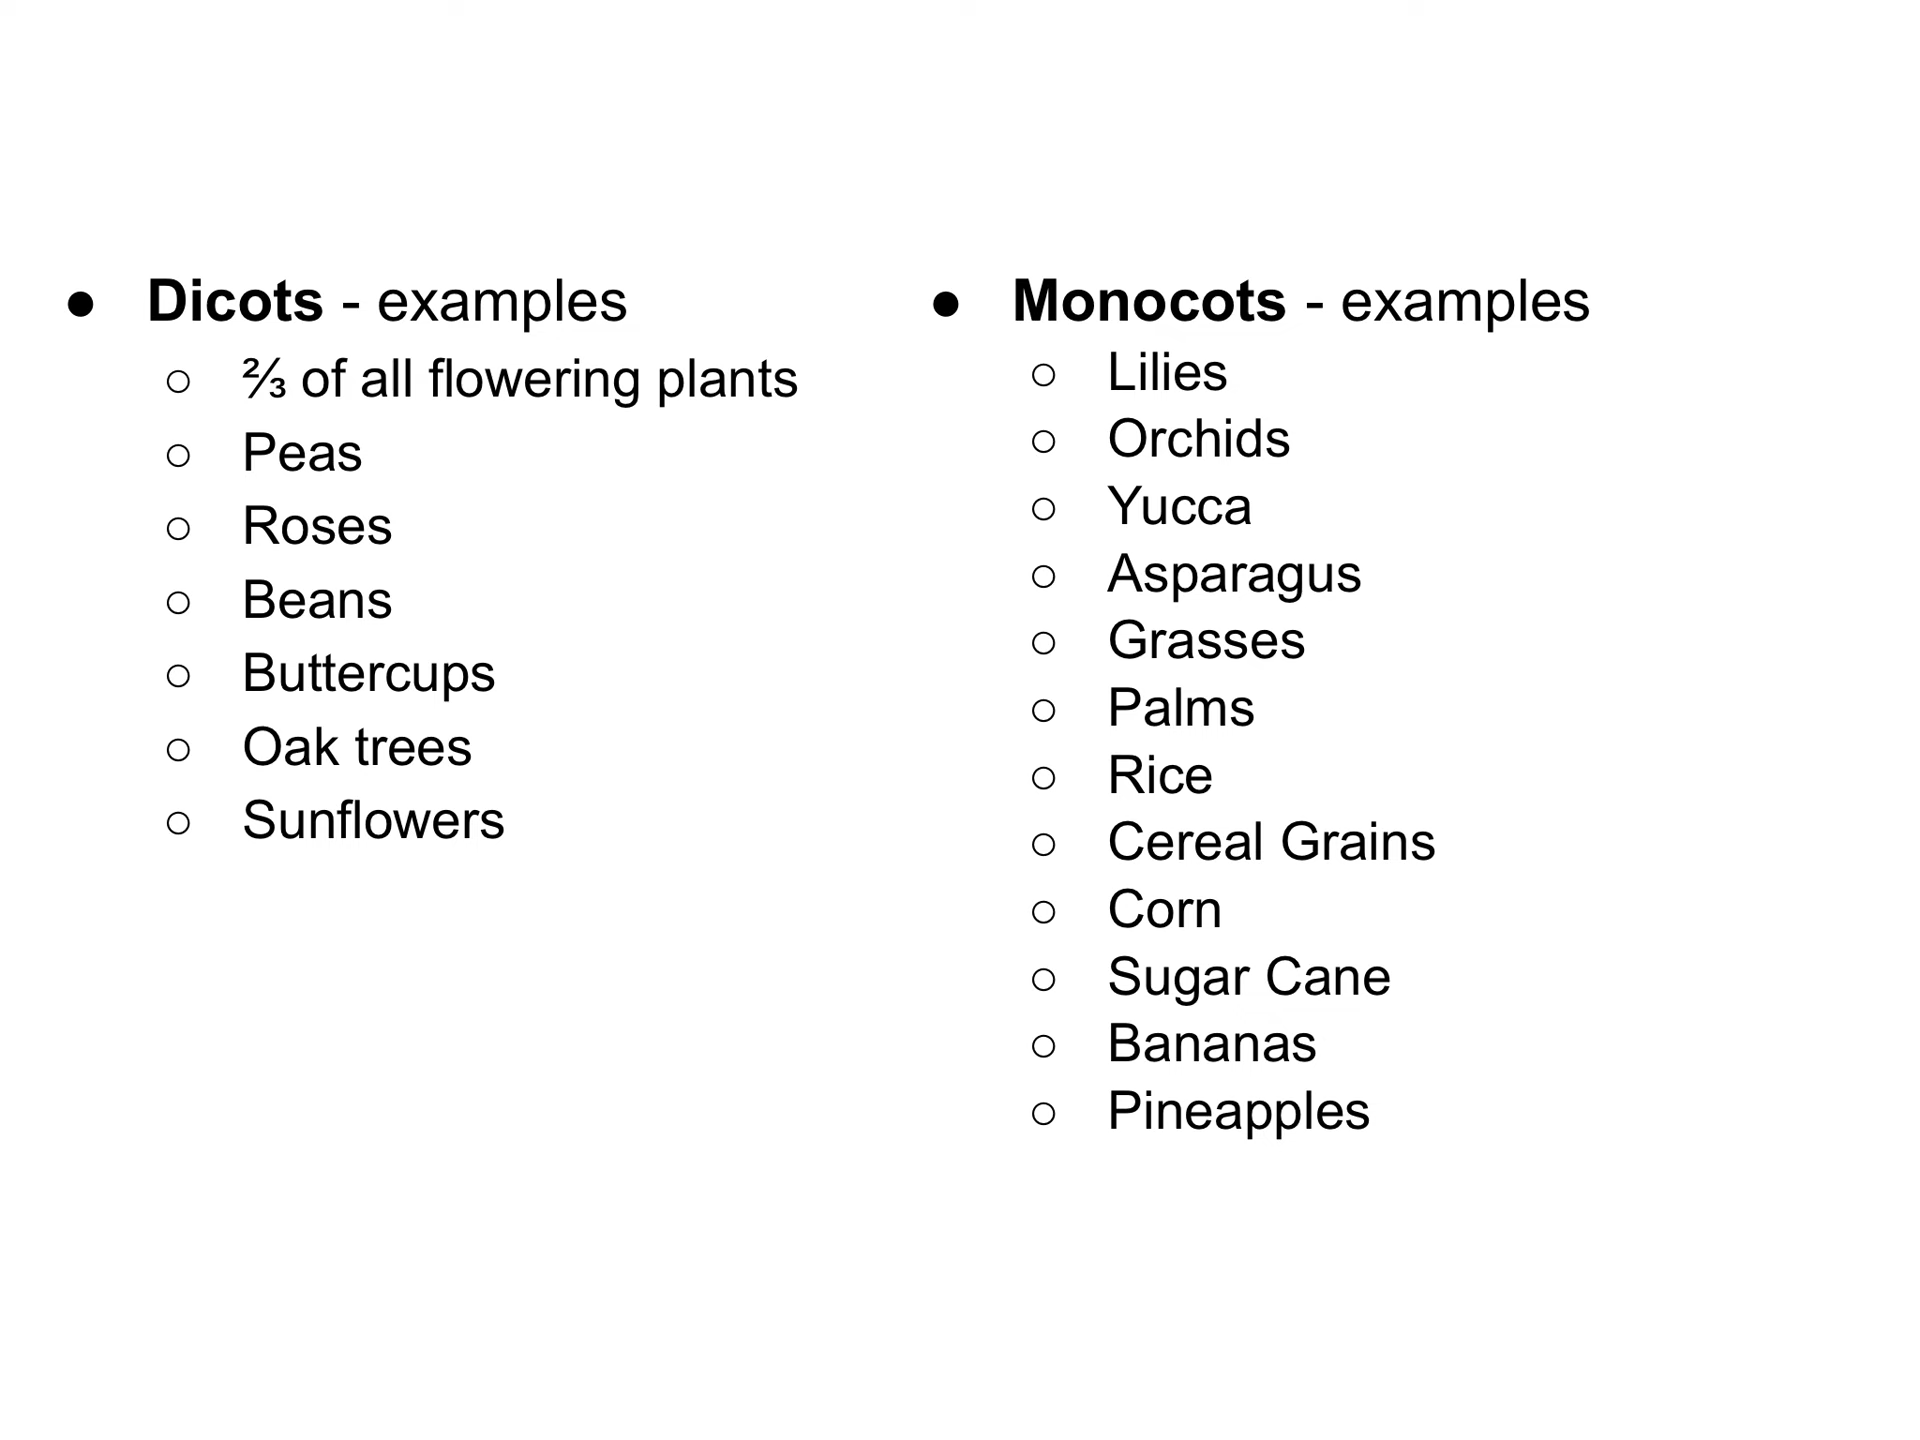 ● Dicots - examples
○ ⅔ of all flowering plants
○ Peas
○ Roses
○ Beans
○ Buttercups
○ Oak trees
○ Sunflowers
● Monocots - examples
○ Lilies
○ Orchids
○ Yucca
○ Asparagus
○ Grasses
○ Palms
○ Rice
○ Cereal Grains
○ Corn
○ Sugar Cane
○ Bananas
○ Pineapples